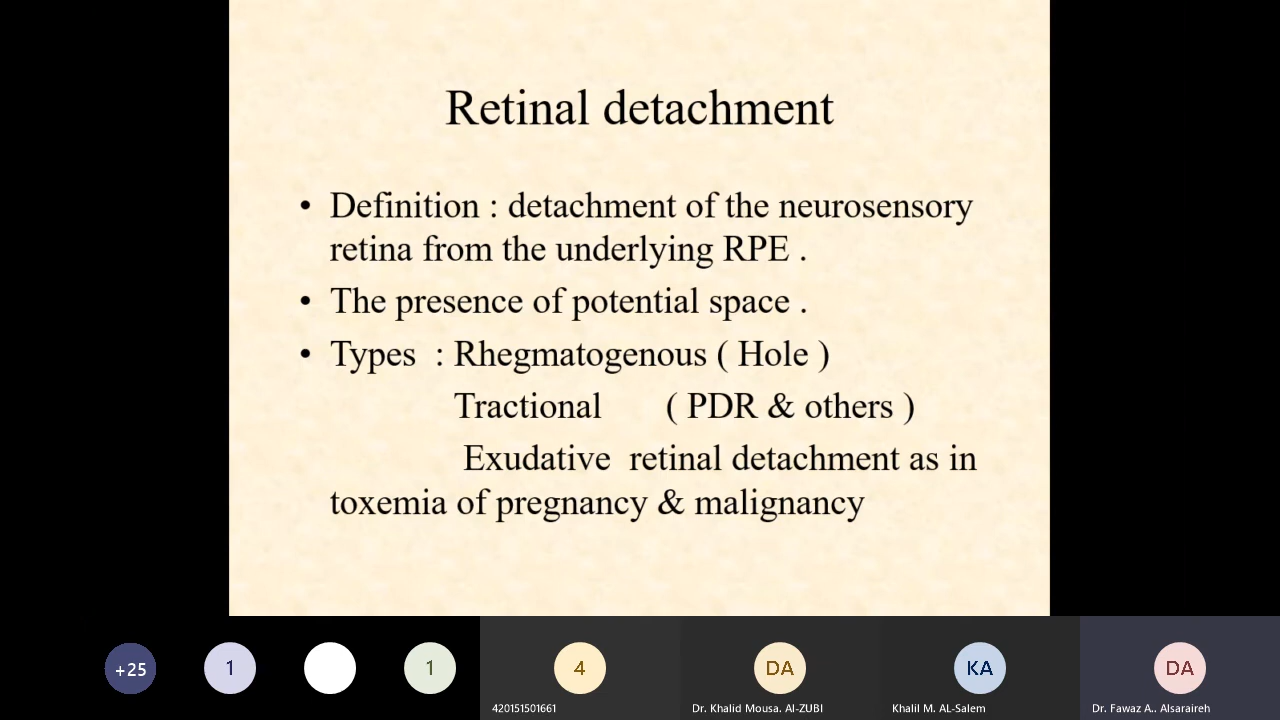 Retinal detachment
• Definition : detachment of the neurosensory
retina from the underlying RPE .
• The presence of potential space .
• Types : Rhegmatogenous ( Hole )
Tractional ( PDR & others )
Exudative retinal detachment as in
toxemia of pregnancy & malignancy
+25
1
1
4
DA
KA
DA
420151501661
Dr. Khalid Mousa. Al-ZUBI
Khalil M. AL-Salem
Dr. Fawaz A.. Alsaraireh